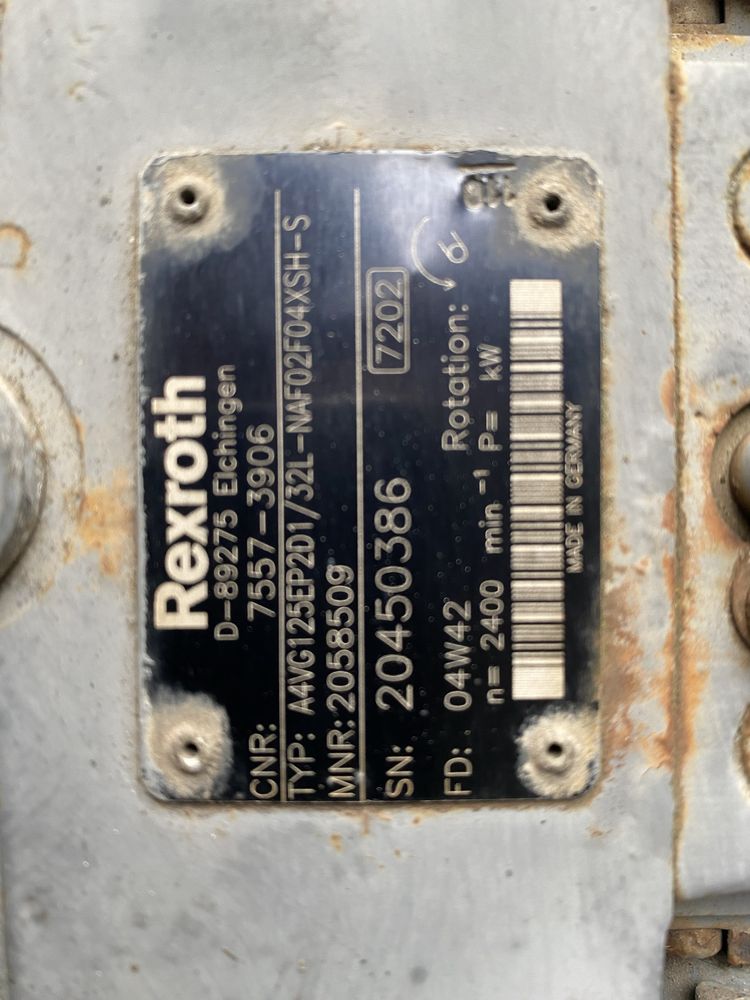 Rexroth
D-89275 Elchingen
CNR: 7557-3906
TYP: A4VG125EP2D1/32L-NAF02F04XSH-S
MNR: 2058509
SN: 20450386 7202
FD: 04W42 Rotation:
n= 2400 min⁻¹ P= kW
MADE IN GERMANY